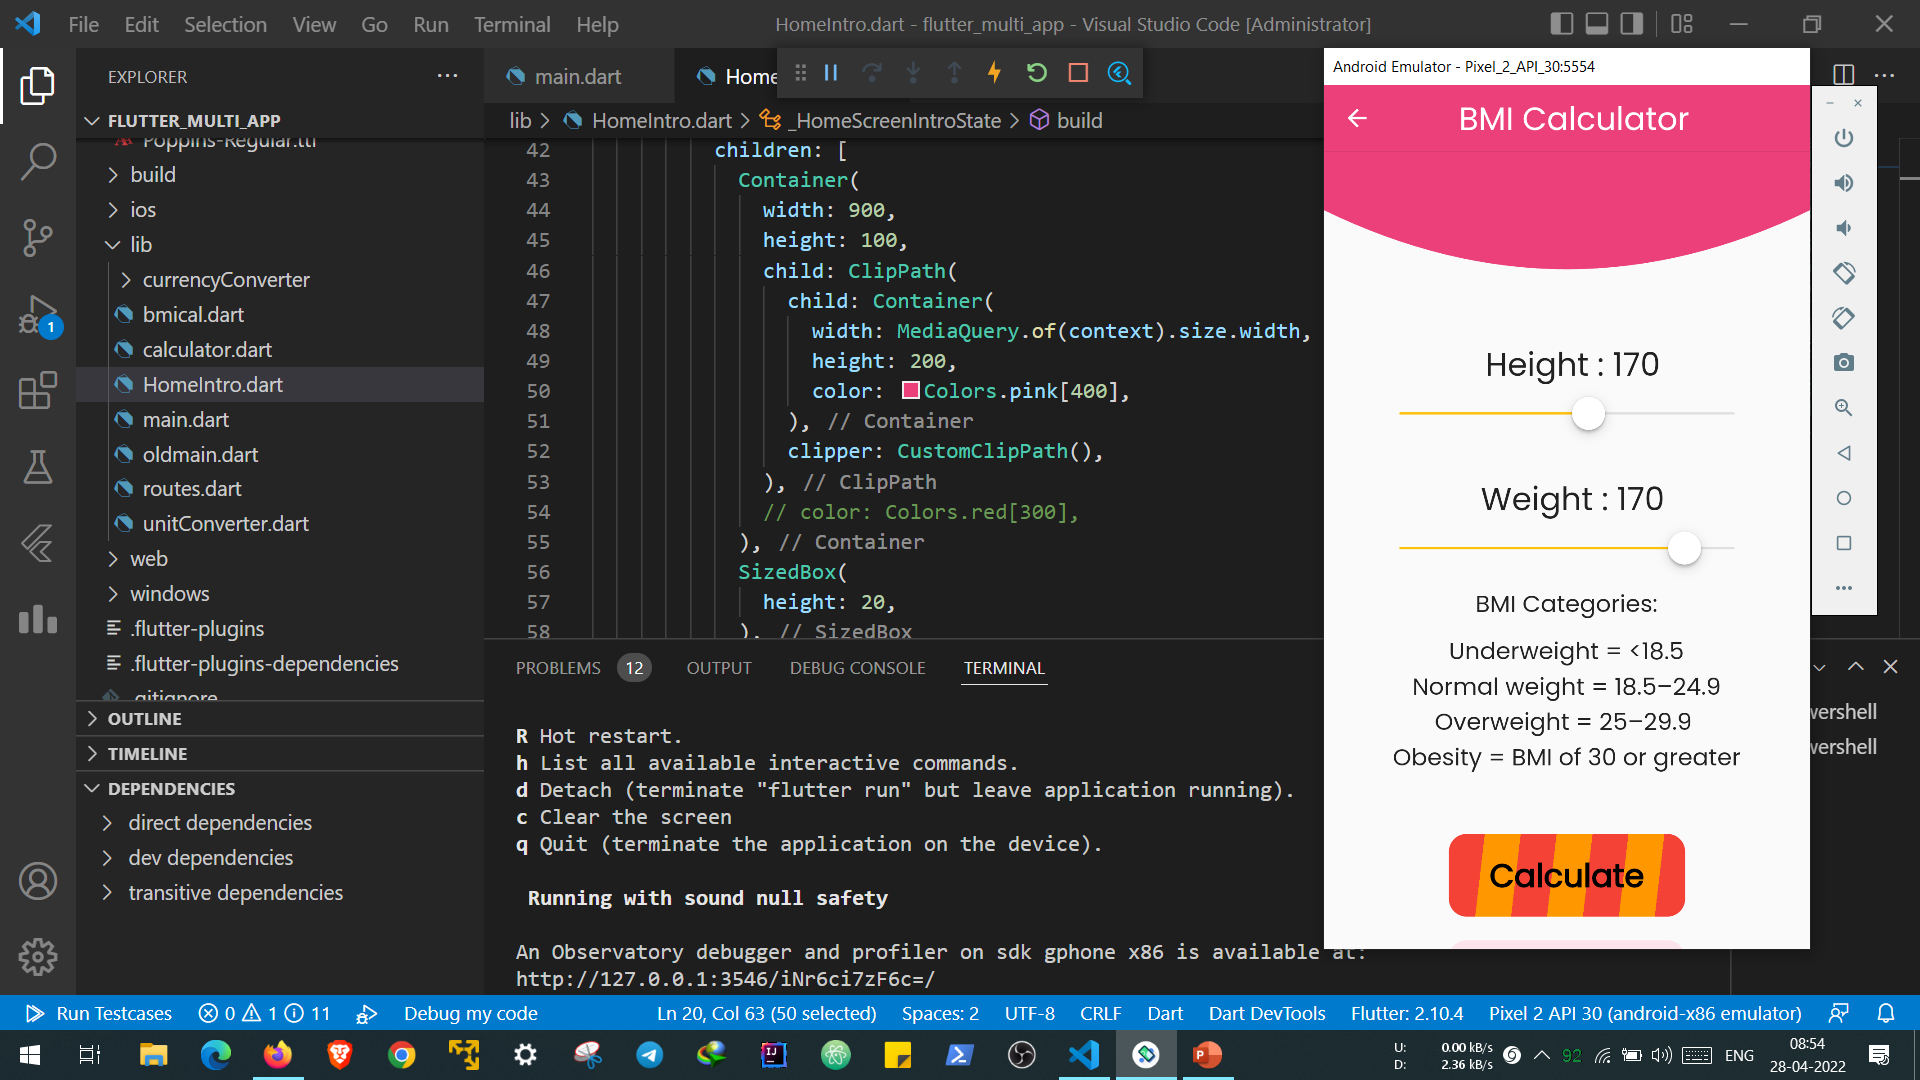 File Edit Selection View Go Run Terminal Help
HomeIntro.dart - flutter_multi_app - Visual Studio Code [Administrator]
EXPLORER
FLUTTER_MULTI_APP
Poppins-Regular.ttf
build
ios
lib
currencyConverter
bmical.dart
calculator.dart
HomeIntro.dart
main.dart
oldmain.dart
routes.dart
unitConverter.dart
web
windows
.flutter-plugins
.flutter-plugins-dependencies
.gitignore
OUTLINE
TIMELINE
DEPENDENCIES
direct dependencies
dev dependencies
transitive dependencies
1
main.dart
Home
lib > HomeIntro.dart > _HomeScreenIntroState > build
42 children: [
43 Container(
44 width: 900,
45 height: 100,
46 child: ClipPath(
47 child: Container(
48 width: MediaQuery.of(context).size.width,
49 height: 200,
50 color: Colors.pink[400],
51 ), // Container
52 clipper: CustomClipPath(),
53 ), // ClipPath
54 // color: Colors.red[300],
55 ), // Container
56 SizedBox(
57 height: 20,
58 ), // SizedBox
PROBLEMS 12 OUTPUT DEBUG CONSOLE TERMINAL
R Hot restart.
h List all available interactive commands.
d Detach (terminate "flutter run" but leave application running).
c Clear the screen
q Quit (terminate the application on the device).
Running with sound null safety
An Observatory debugger and profiler on sdk gphone x86 is available at:
http://127.0.0.1:3546/iNr6ci7zF6c=/
wershell
wershell
Android Emulator - Pixel_2_API_30:5554
BMI Calculator
Height : 170
Weight : 170
BMI Categories:
Underweight = <18.5
Normal weight = 18.5–24.9
Overweight = 25–29.9
Obesity = BMI of 30 or greater
Calculate
Run Testcases 0 1 11 Debug my code Ln 20, Col 63 (50 selected) Spaces: 2 UTF-8 CRLF Dart Dart DevTools Flutter: 2.10.4 Pixel 2 API 30 (android-x86 emulator)
U: 0.00 kB/s
D: 2.36 kB/s
92
ENG
08:54
28-04-2022